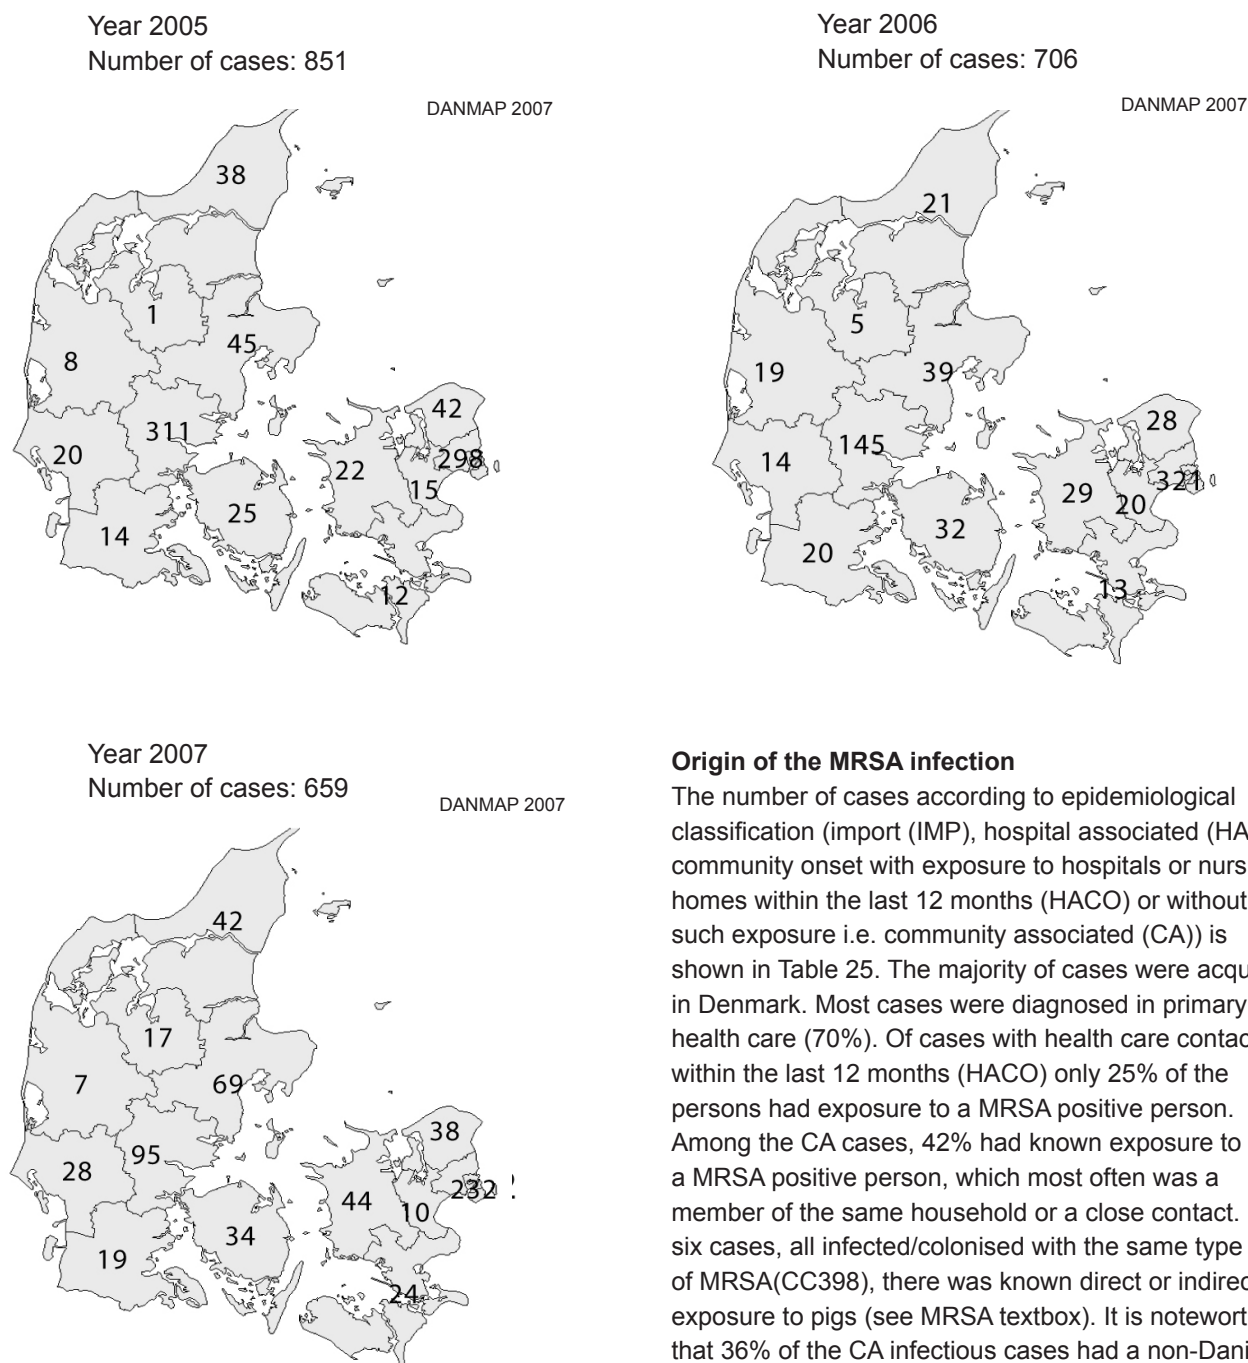 Year 2005
Number of cases: 851
DANMAP 2007
38
1
45
8
42
311
20
298
22
15
25
14
12
Year 2006
Number of cases: 706
DANMAP 2007
21
5
19
39
28
145
14
321
29
20
32
20
13
Year 2007
Number of cases: 659
DANMAP 2007
42
17
7
69
38
95
28
232
44
10
34
19
24
Origin of the MRSA infection
The number of cases according to epidemiological
classification (import (IMP), hospital associated (HA
community onset with exposure to hospitals or nurs
homes within the last 12 months (HACO) or without
such exposure i.e. community associated (CA)) is
shown in Table 25. The majority of cases were acqu
in Denmark. Most cases were diagnosed in primary
health care (70%). Of cases with health care contac
within the last 12 months (HACO) only 25% of the
persons had exposure to a MRSA positive person.
Among the CA cases, 42% had known exposure to
a MRSA positive person, which most often was a
member of the same household or a close contact.
six cases, all infected/colonised with the same type
of MRSA(CC398), there was known direct or indirec
exposure to pigs (see MRSA textbox). It is notewort
that 36% of the CA infectious cases had a non-Dani